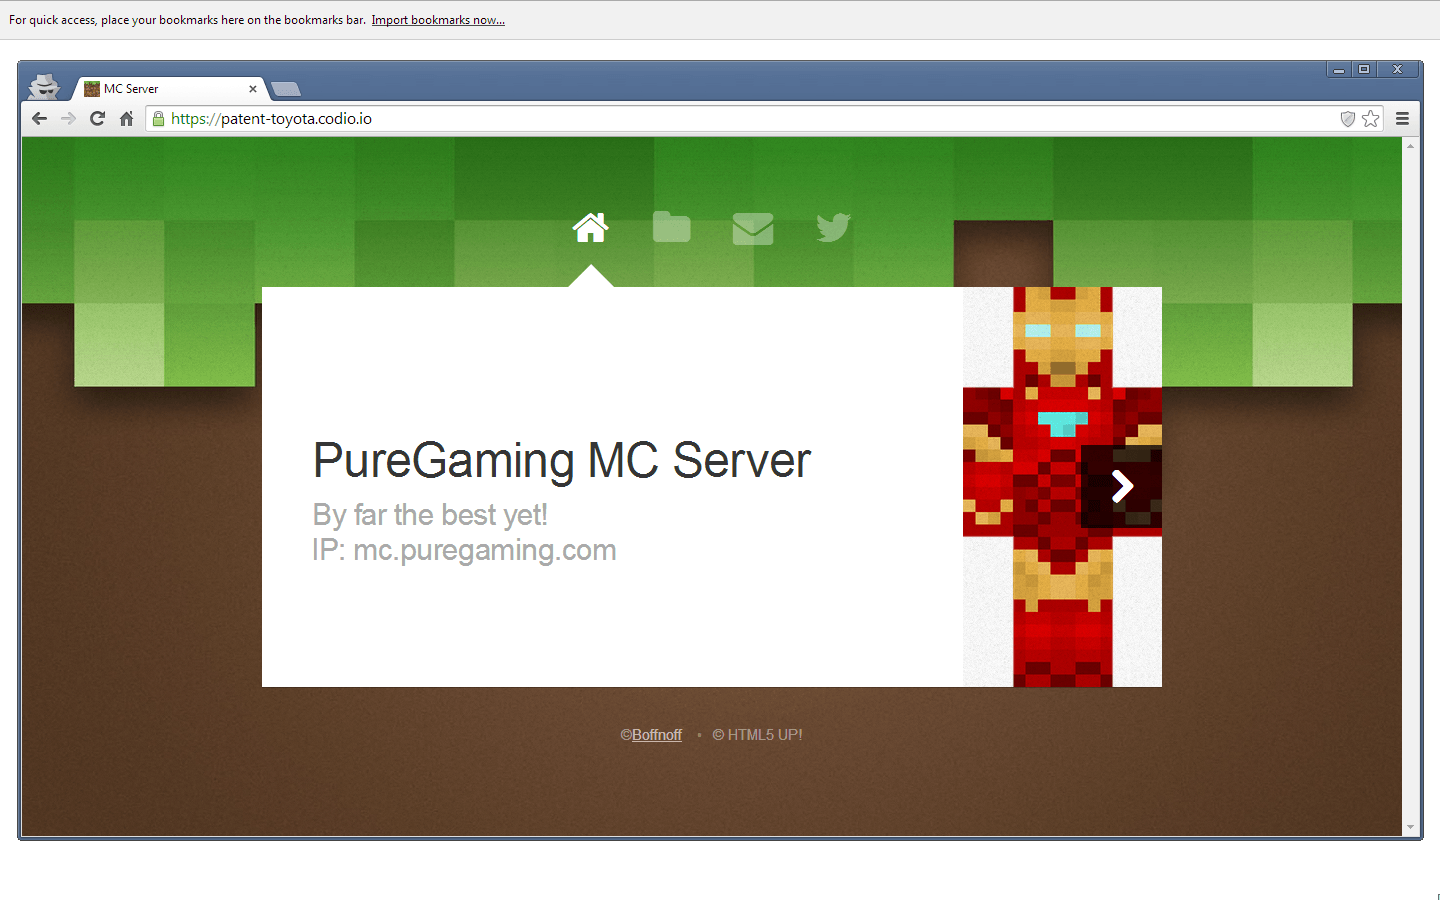 For quick access, place your bookmarks here on the bookmarks bar. Import bookmarks now...
MC Server
https://patent-toyota.codio.io
PureGaming MC Server
By far the best yet!
IP: mc.puregaming.com
©Boffnoff • © HTML5 UP!